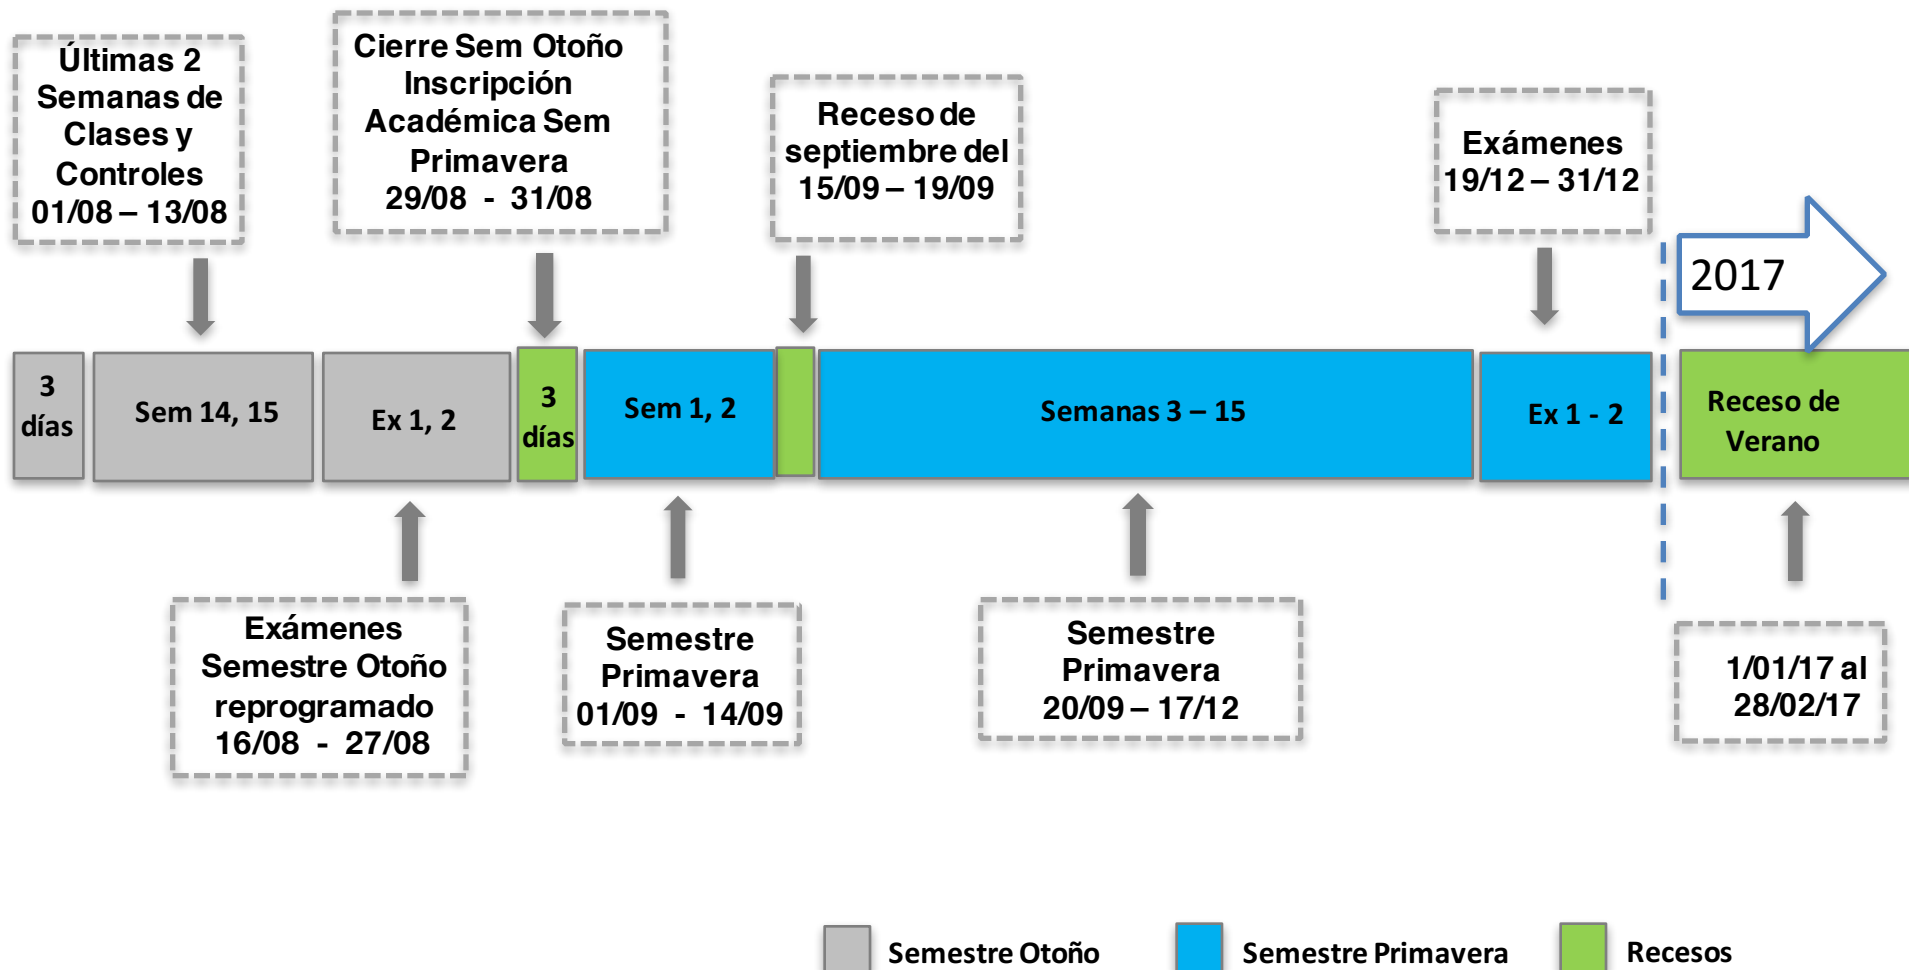 Últimas 2
Semanas de
Clases y
Controles
01/08 – 13/08
Cierre Sem Otoño
Inscripción
Académica Sem
Primavera
29/08 - 31/08
Receso de
septiembre del
15/09 – 19/09
Exámenes
19/12 – 31/12
2017
3
días
Sem 14, 15
Ex 1, 2
3
días
Sem 1, 2
Semanas 3 – 15
Ex 1 - 2
Receso de
Verano
Exámenes
Semestre Otoño
reprogramado
16/08 - 27/08
Semestre
Primavera
01/09 - 14/09
Semestre
Primavera
20/09 – 17/12
1/01/17 al
28/02/17
Semestre Otoño
Semestre Primavera
Recesos